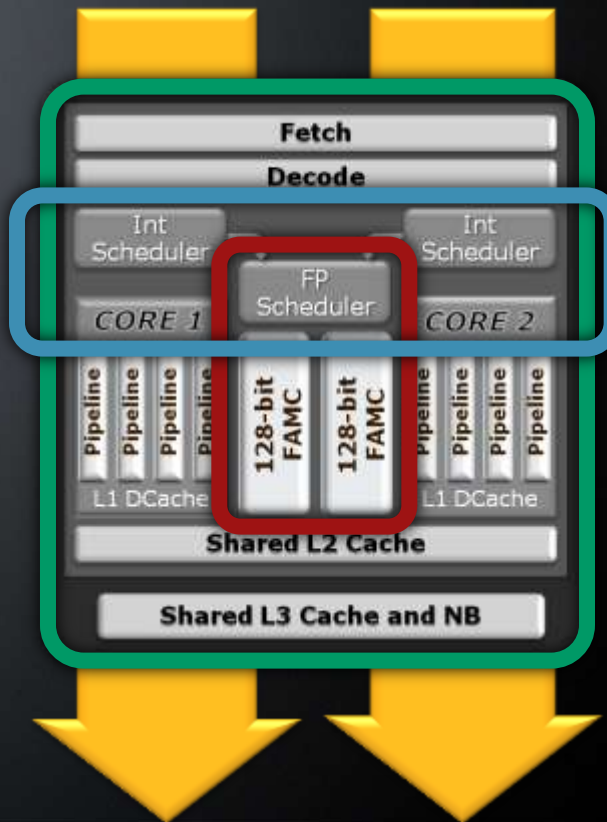 Fetch
Decode
Int
Scheduler
Int
Scheduler
FP
Scheduler
CORE 1
CORE 2
Pipeline
Pipeline
Pipeline
Pipeline
128-bit
FAMC
128-bit
FAMC
Pipeline
Pipeline
Pipeline
Pipeline
L1 DCache
L1 DCache
Shared L2 Cache
Shared L3 Cache and NB